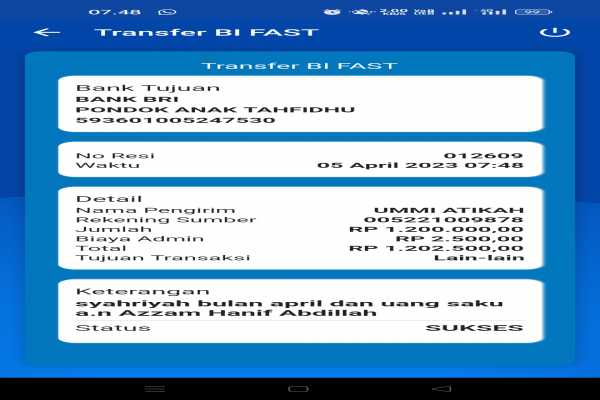 07.48
Transfer BI FAST
Transfer BI FAST
Bank Tujuan
BANK BRI
PONDOK ANAK TAHFIDHU
593601005247530
No Resi 012609
Waktu 05 April 2023 07:48
Detail
Nama Pengirim UMMI ATIKAH
Rekening Sumber 005221009878
Jumlah RP 1.200.000,00
Biaya Admin RP 2.500,00
Total RP 1.202.500,00
Tujuan Transaksi Lain-lain
Keterangan
syahriyah bulan april dan uang saku
a.n Azzam Hanif Abdillah
Status SUKSES